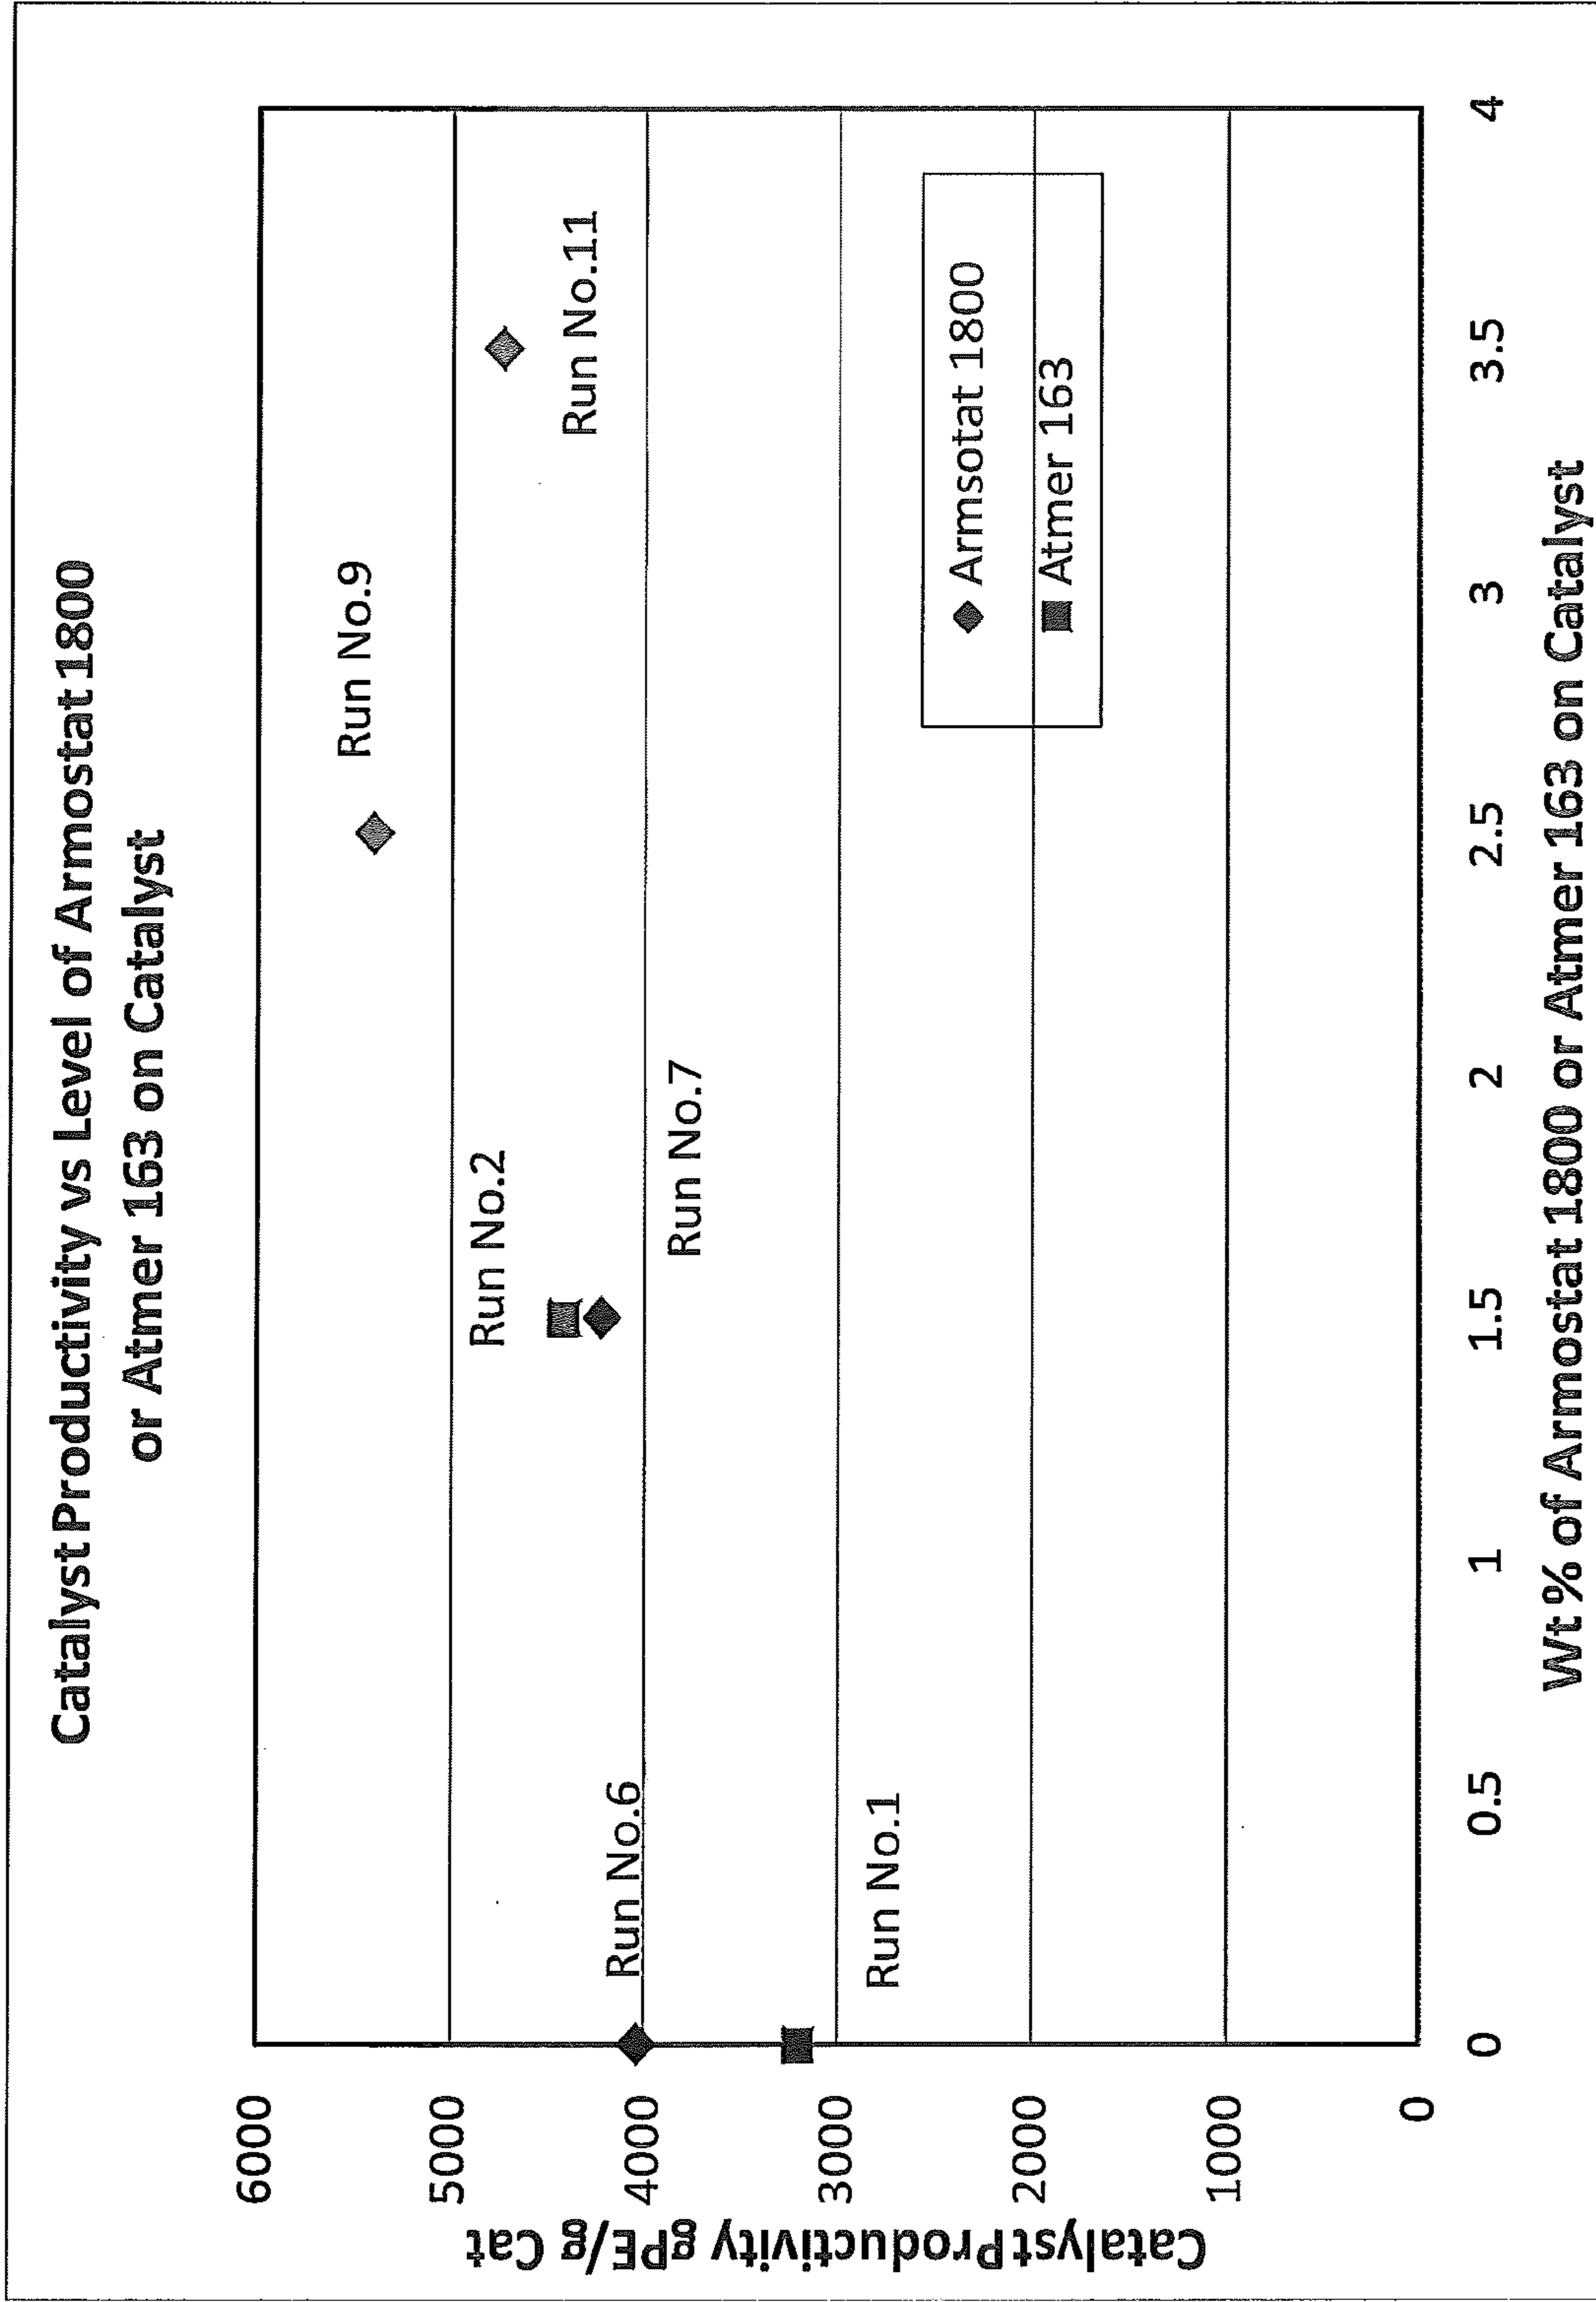 Catalyst Productivity vs Level of Armostat 1800
or Atmer 163 on Catalyst
Catalyst Productivity gPE/g Cat
6000
5000
4000
3000
2000
1000
0
Run No.9
Run No.11
Run No.2
Run No.7
Run No.6
Run No.1
Armsotat 1800
Atmer 163
0 0.5 1 1.5 2 2.5 3 3.5 4
Wt % of Armostat 1800 or Atmer 163 on Catalyst